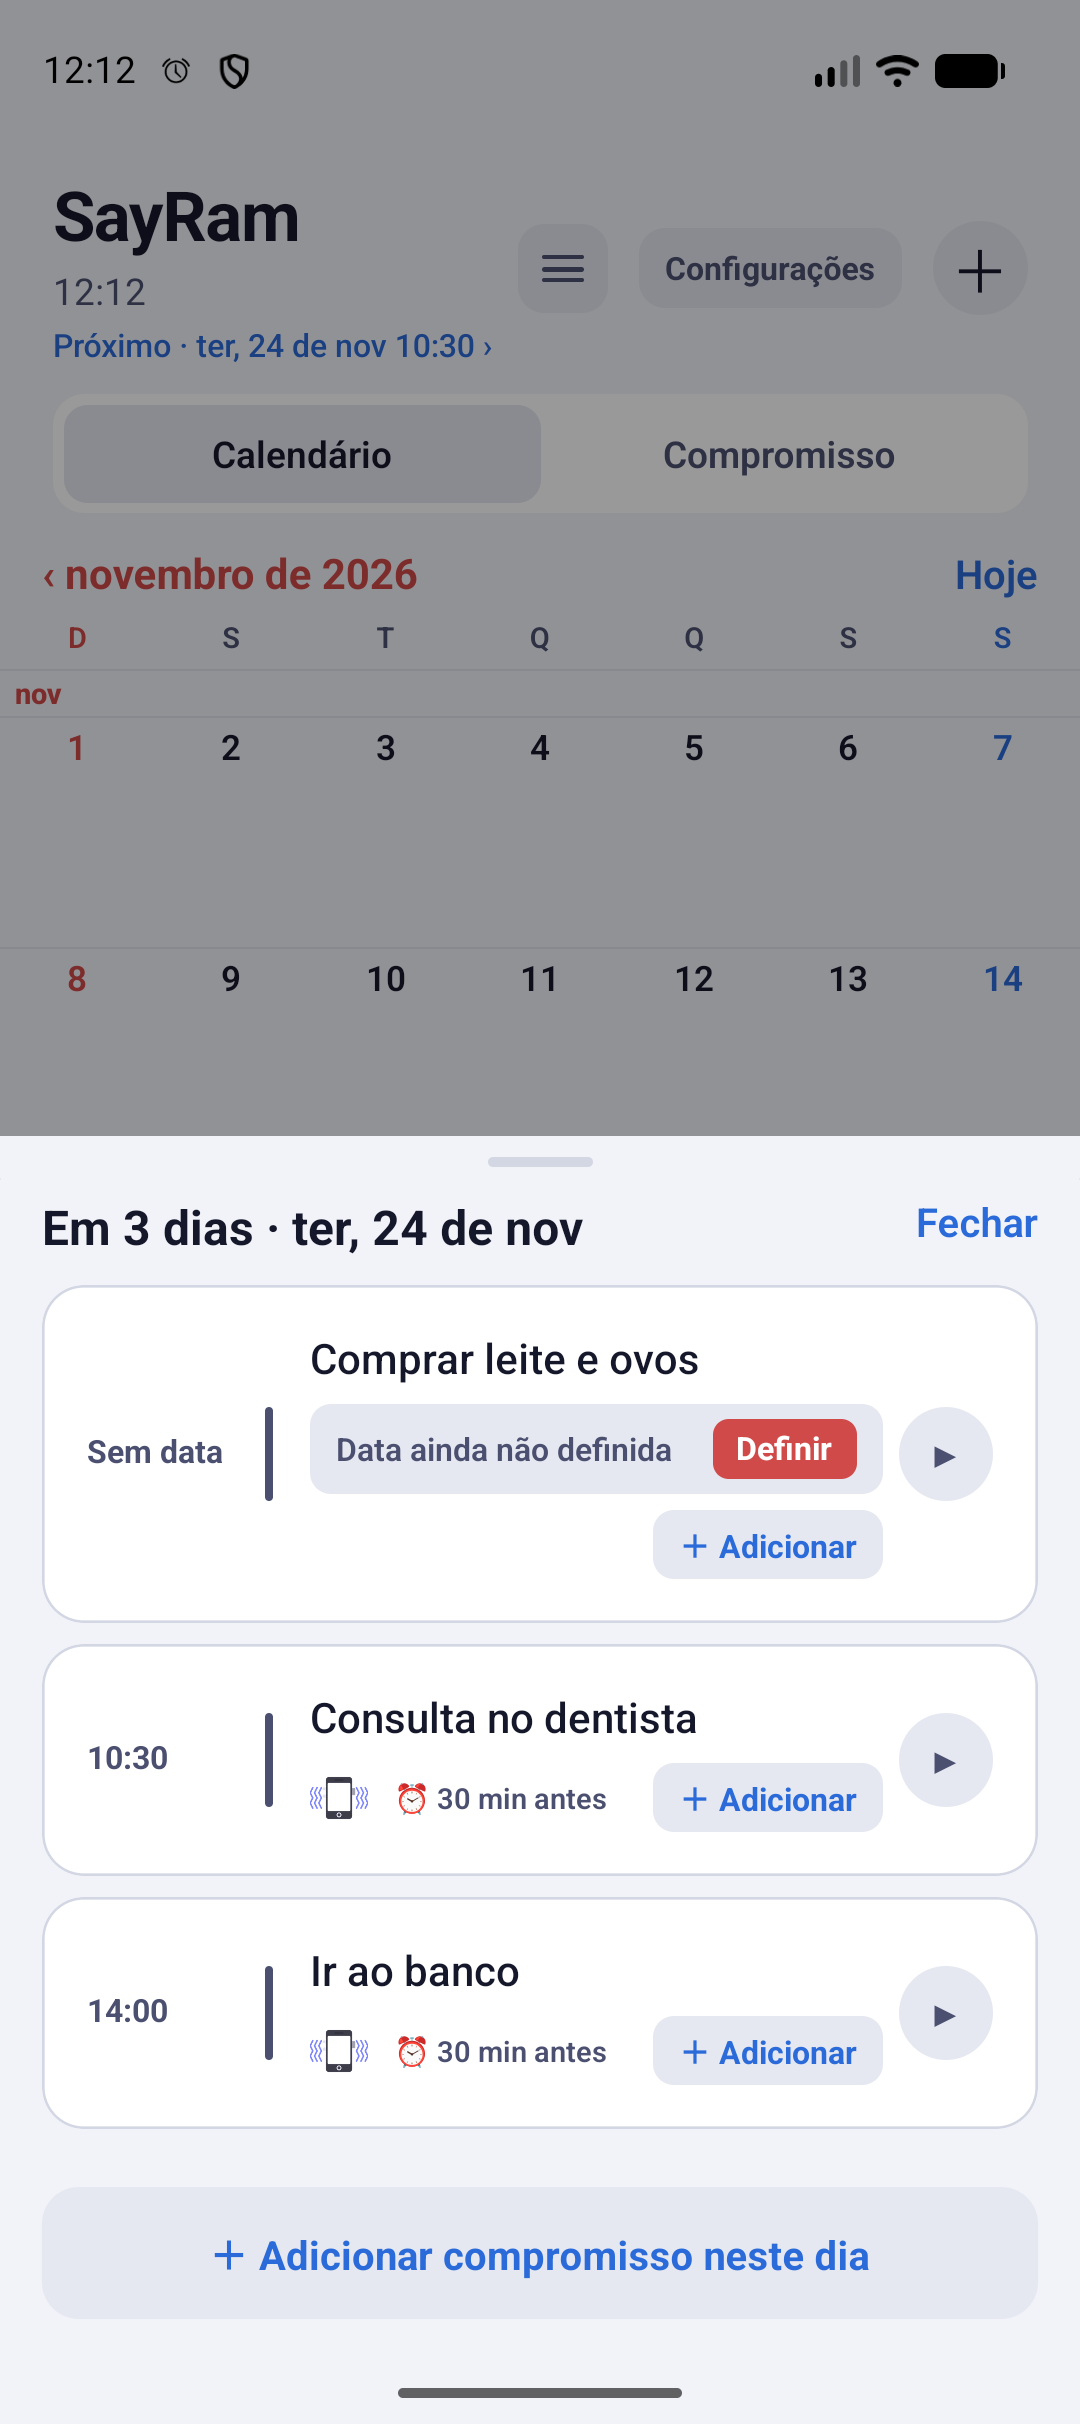 12:12
SayRam
12:12
Próximo · ter, 24 de nov 10:30 ›
Configurações
Calendário
Compromisso
‹ novembro de 2026
Hoje
D S T Q Q S S
nov
1 2 3 4 5 6 7
8 9 10 11 12 13 14
Em 3 dias · ter, 24 de nov
Fechar
Comprar leite e ovos
Sem data
Data ainda não definida
Definir
+ Adicionar
Consulta no dentista
10:30
30 min antes
+ Adicionar
Ir ao banco
14:00
30 min antes
+ Adicionar
+ Adicionar compromisso neste dia